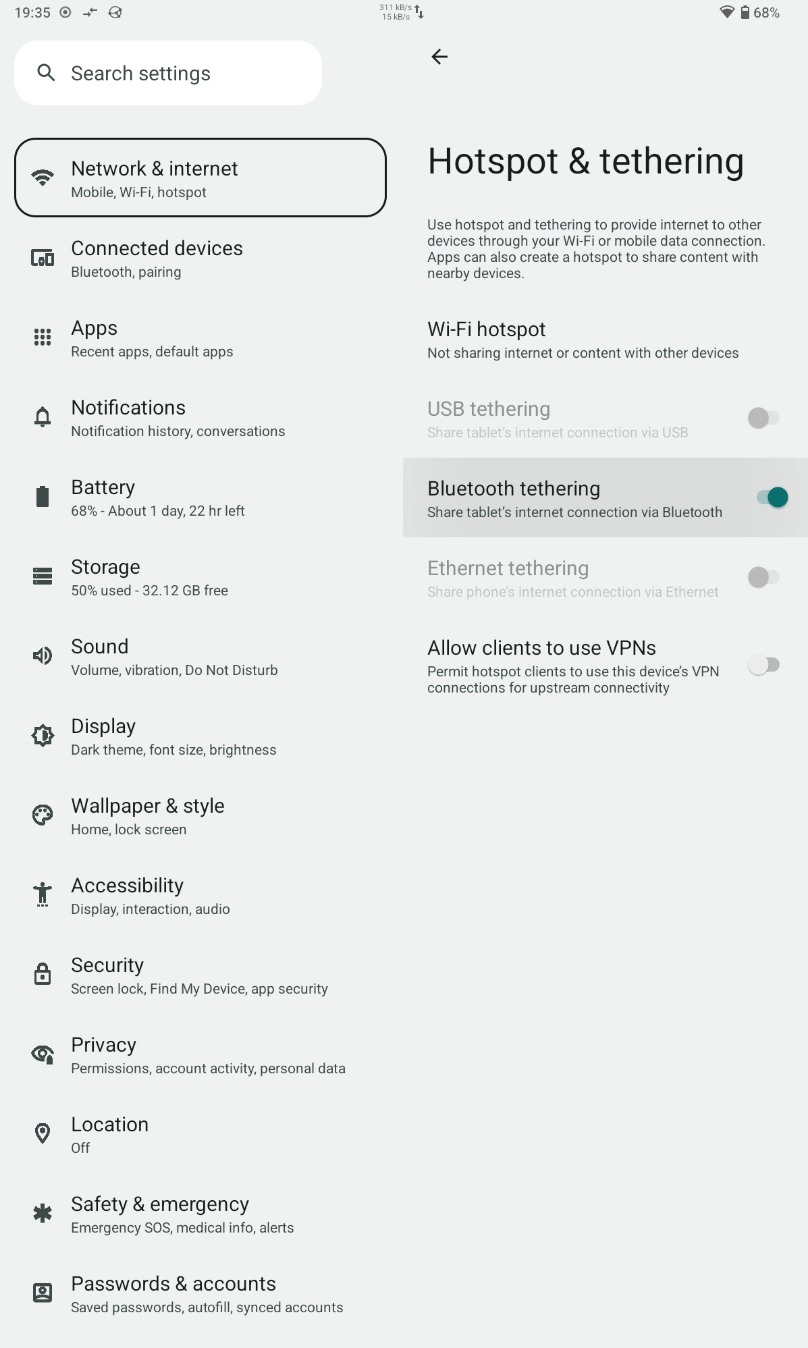 19:35
311 kB/s
15 kB/s
68%
Search settings
Network & internet
Mobile, Wi-Fi, hotspot
Connected devices
Bluetooth, pairing
Apps
Recent apps, default apps
Notifications
Notification history, conversations
Battery
68% - About 1 day, 22 hr left
Storage
50% used - 32.12 GB free
Sound
Volume, vibration, Do Not Disturb
Display
Dark theme, font size, brightness
Wallpaper & style
Home, lock screen
Accessibility
Display, interaction, audio
Security
Screen lock, Find My Device, app security
Privacy
Permissions, account activity, personal data
Location
Off
Safety & emergency
Emergency SOS, medical info, alerts
Passwords & accounts
Saved passwords, autofill, synced accounts
Hotspot & tethering
Use hotspot and tethering to provide internet to other
devices through your Wi-Fi or mobile data connection.
Apps can also create a hotspot to share content with
nearby devices.
Wi-Fi hotspot
Not sharing internet or content with other devices
USB tethering
Share tablet's internet connection via USB
Bluetooth tethering
Share tablet's internet connection via Bluetooth
Ethernet tethering
Share phone's internet connection via Ethernet
Allow clients to use VPNs
Permit hotspot clients to use this device's VPN
connections for upstream connectivity